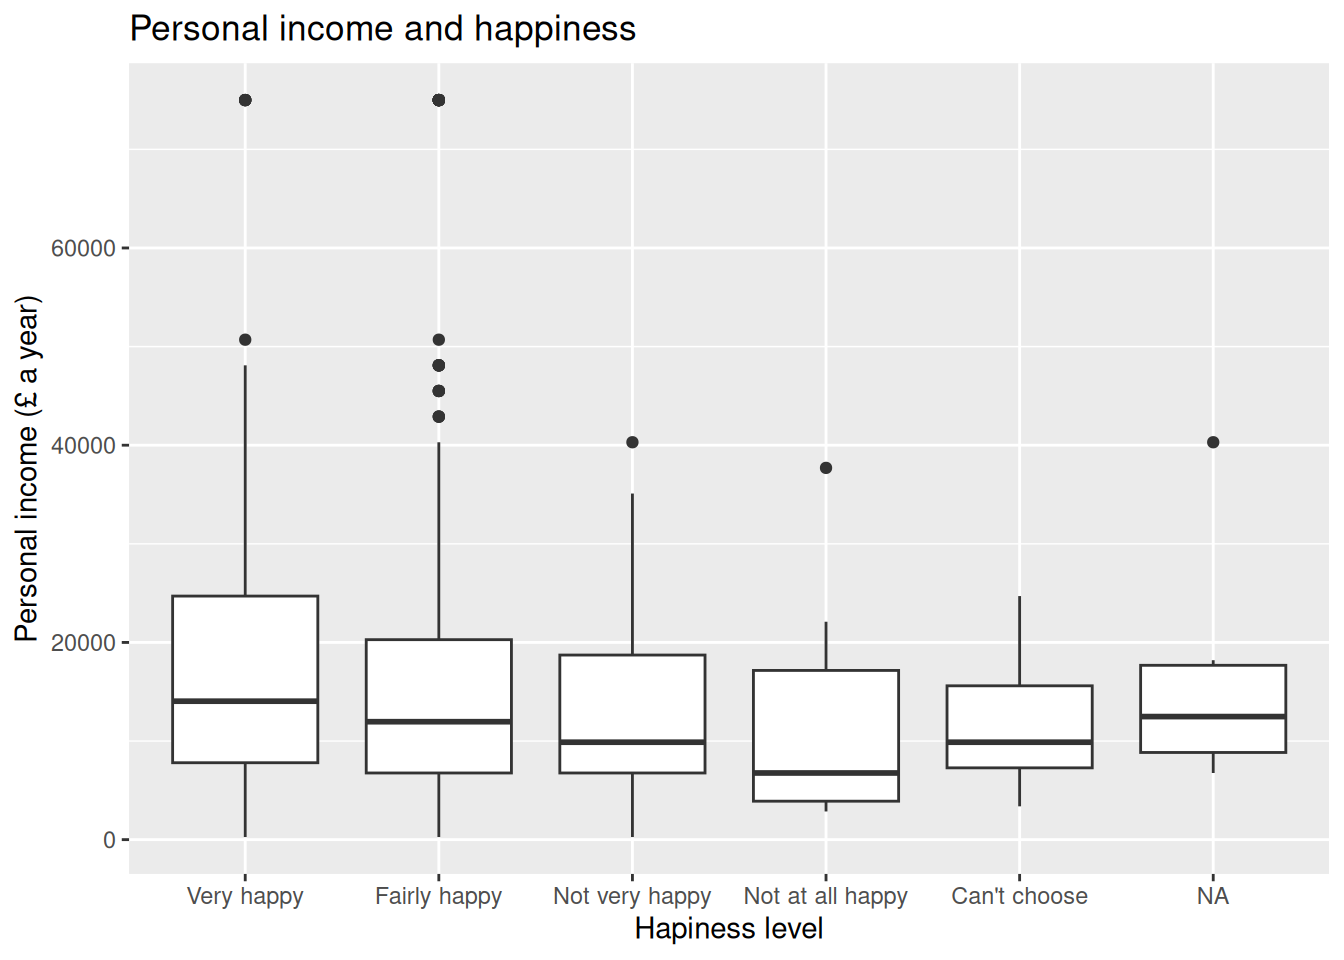 Personal income and happiness
Personal income (£ a year)
60000
40000
20000
0
Very happy
Fairly happy
Not very happy
Not at all happy
Can't choose
NA
Hapiness level